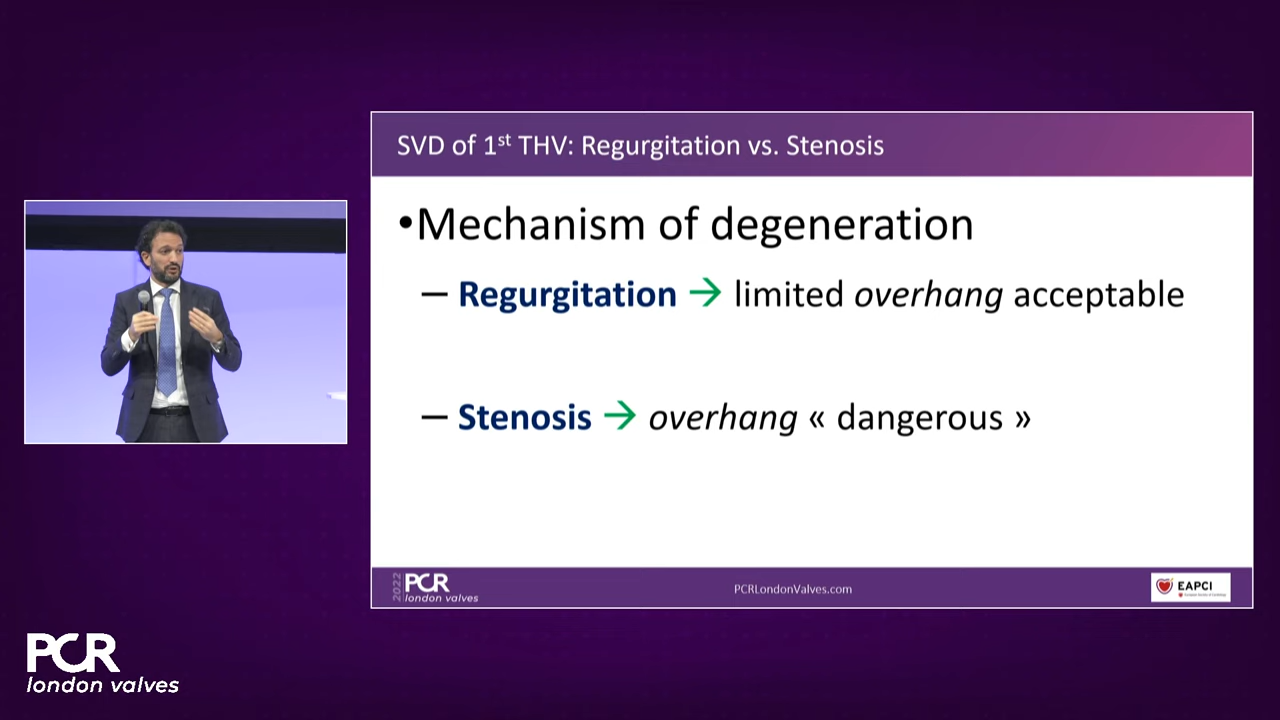 SVD of 1st THV: Regurgitation vs. Stenosis
•Mechanism of degeneration
– Regurgitation → limited overhang acceptable
– Stenosis → overhang « dangerous »
2022 PCR london valves
PCRLondonValves.com
EAPCI
PCR
london valves